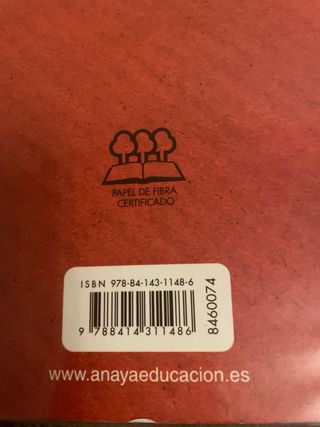 PAPEL DE FIBRA
CERTIFICADO
ISBN 978-84-143-1148-6
9 788414 311486
8460074
www.anayaeducacion.es